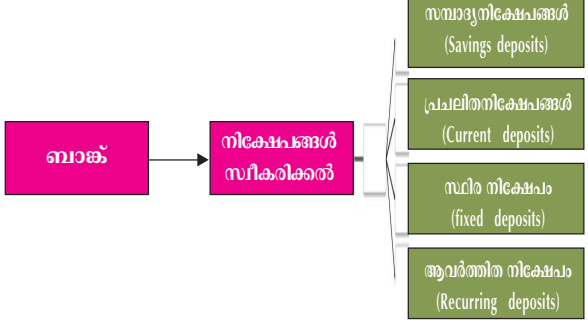 ബാങ്ക്
നിക്ഷേപങ്ങൾ
സ്വീകരിക്കൽ
സമ്പാദ്യനിക്ഷേപങ്ങൾ
(Savings deposits)
പ്രചലിതനിക്ഷേപങ്ങൾ
(Current deposits)
സ്ഥിര നിക്ഷേപം
(fixed deposits)
ആവർത്തിത നിക്ഷേപം
(Recurring deposits)